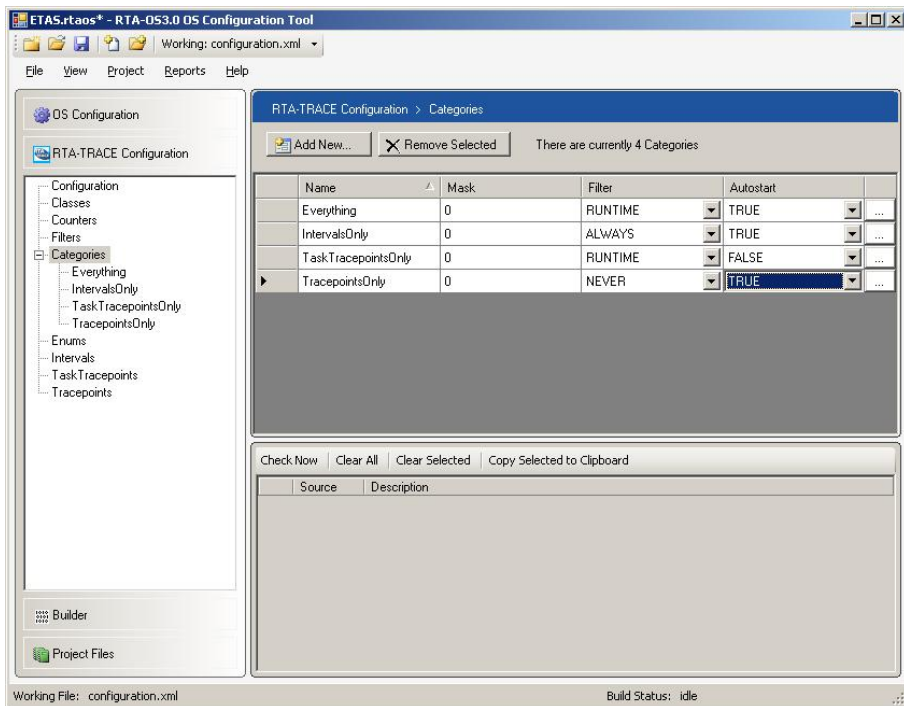 ETAS.rtaos* - RTA-OS3.0 OS Configuration Tool
Working: configuration.xml
File View Project Reports Help
OS Configuration
RTA-TRACE Configuration
Configuration
Classes
Counters
Filters
Categories
Everything
IntervalsOnly
TaskTracepointsOnly
TracepointsOnly
Enums
Intervals
TaskTracepoints
Tracepoints
Builder
Project Files
RTA-TRACE Configuration > Categories
Add New... Remove Selected There are currently 4 Categories
Name Mask Filter Autostart
Everything 0 RUNTIME TRUE ...
IntervalsOnly 0 ALWAYS TRUE ...
TaskTracepointsOnly 0 RUNTIME FALSE ...
TracepointsOnly 0 NEVER TRUE ...
Check Now Clear All Clear Selected Copy Selected to Clipboard
Source Description
Working File: configuration.xml Build Status: idle